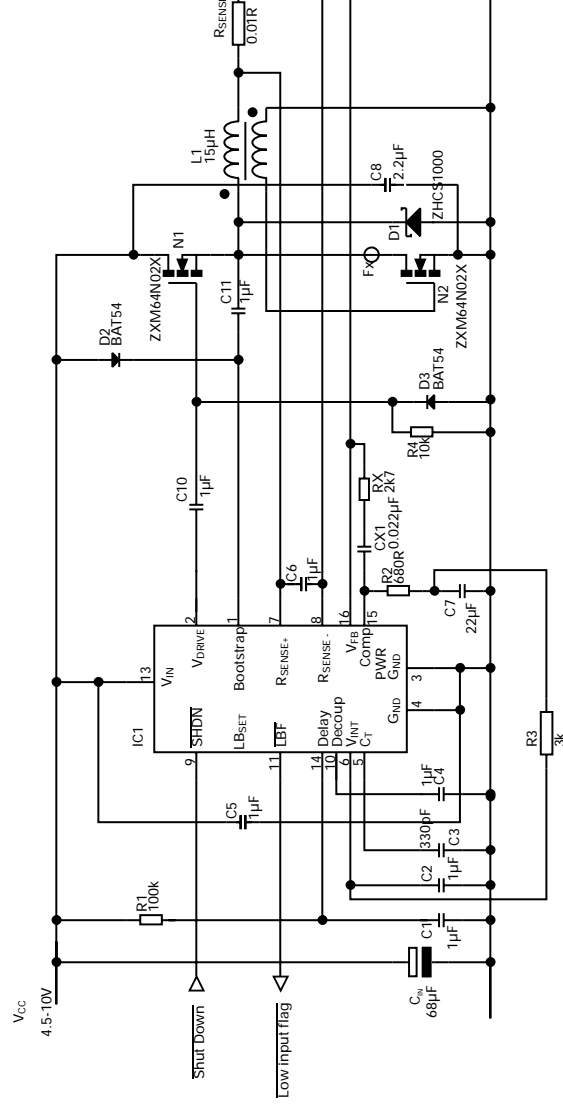 VCC
4.5-10V
Shut Down
Low input flag
CIN
68µF
R1
100k
C1
1µF
C2
1µF
C3
330pF
C4
1µF
C5
1µF
R3
3k
IC1
13
VIN
9
SHDN
LBSET
11
LBF
14
Delay
10
Decoup
6
VINT
5
CT
2
VDRIVE
1
Bootstrap
7
RSENSE+
8
RSENSE -
16
VFB
15
Comp
PWR
GND
3
GND
4
C6
1µF
C7
22µF
R2
680R
CX1
0.022µF
RX
2k7
C10
1µF
R4
10k
D3
BAT54
D2
BAT54
C11
1µF
ZXM64N02X
N1
Fx
N2
ZXM64N02X
D1
ZHCS1000
C8
2.2µF
L1
15µH
RSENSE
0.01R